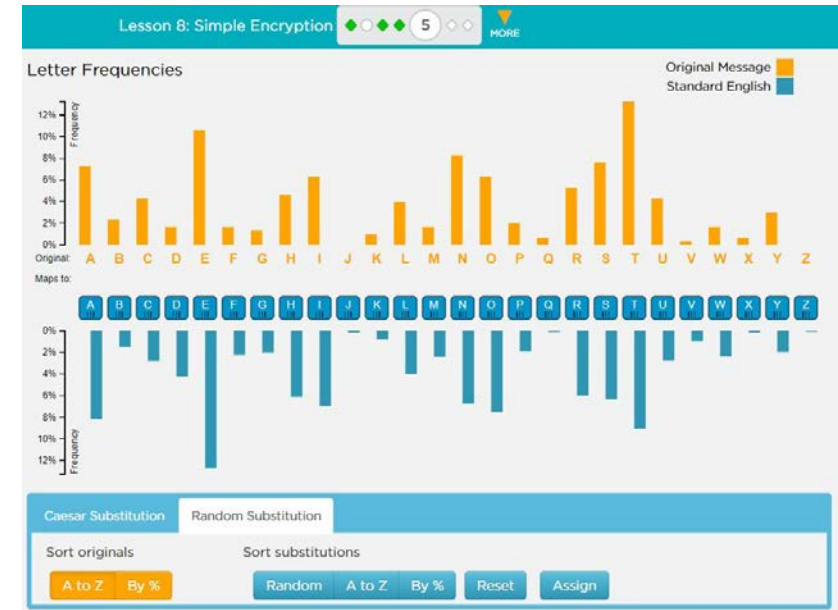 Lesson 8: Simple Encryption 5 MORE
Letter Frequencies
Original Message
Standard English
Frequency
12%
10%
8%
6%
4%
2%
0%
Original: A B C D E F G H I J K L M N O P Q R S T U V W X Y Z
Maps to:
A B C D E F G H I J K L M N O P Q R S T U V W X Y Z
0%
2%
4%
6%
8%
10%
12%
Frequency
Caesar Substitution Random Substitution
Sort originals Sort substitutions
A to Z By % Random A to Z By % Reset Assign